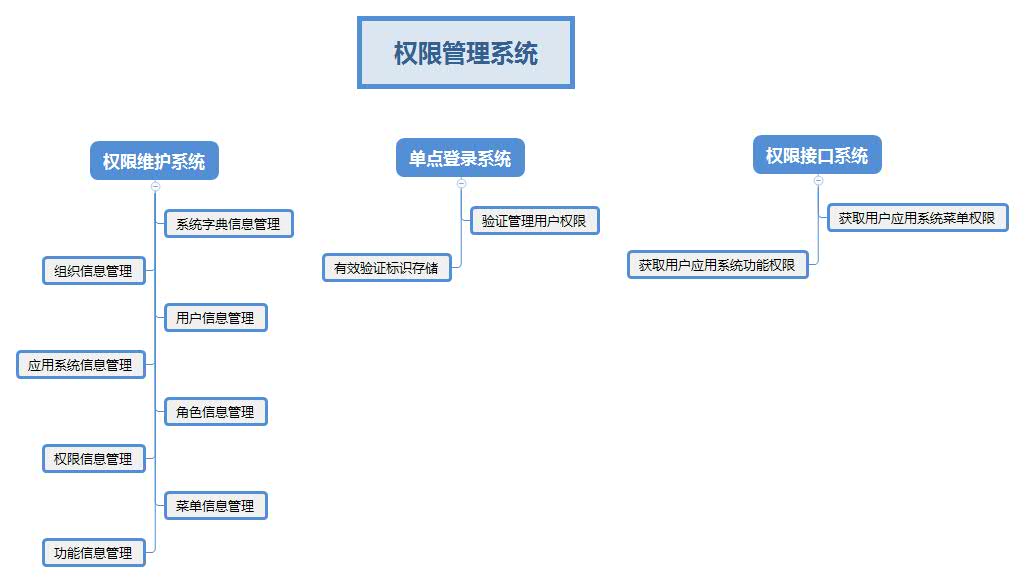 权限管理系统
权限维护系统
系统字典信息管理
组织信息管理
用户信息管理
应用系统信息管理
角色信息管理
权限信息管理
菜单信息管理
功能信息管理
单点登录系统
验证管理用户权限
有效验证标识存储
权限接口系统
获取用户应用系统菜单权限
获取用户应用系统功能权限